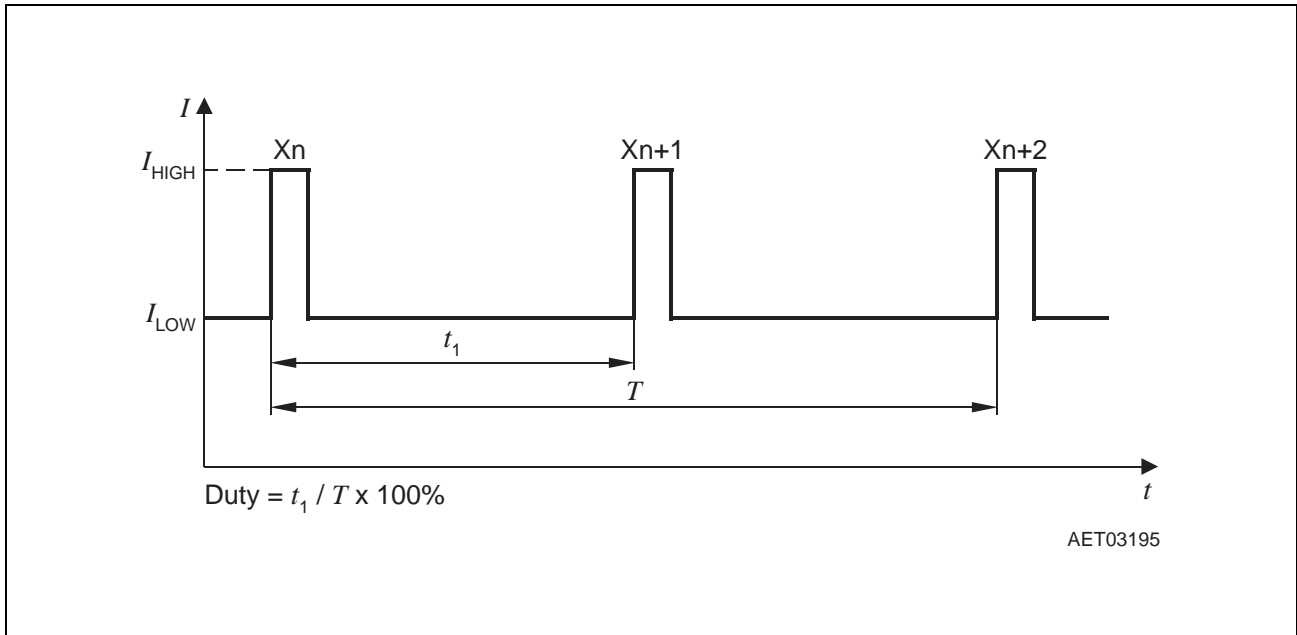 I
Xn Xn+1 Xn+2
I_HIGH
I_LOW
t_1
T
t
Duty = t_1 / T x 100%
AET03195